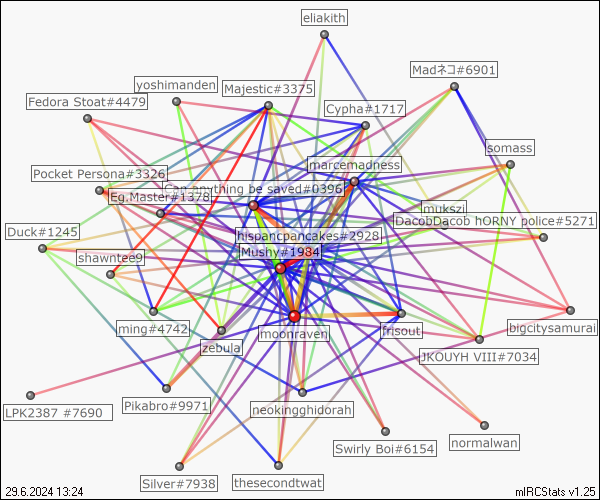 eliakith
Madネコ#6901
yoshimanden
Majestic#3375
Fedora Stoat#4479
Cypha#1717
somass
marcemadness
Pocket Persona#3326
Can anything be saved#0396
Eg.Master#1378
mukszi
DacobDacob hORNY police#5271
Duck#1245
hispancpancakes#2928
shawntee9
Mushy#1984
ming#4742
moonraven
frisout
bigcitysamurai
zebula
JKOUYH VIII#7034
LPK2387 #7690
Pikabro#9971
neokingghidorah
Swirly Boi#6154
normalwan
Silver#7938
thesecondtwat
29.6.2024 13:24
mIRCStats v1.25